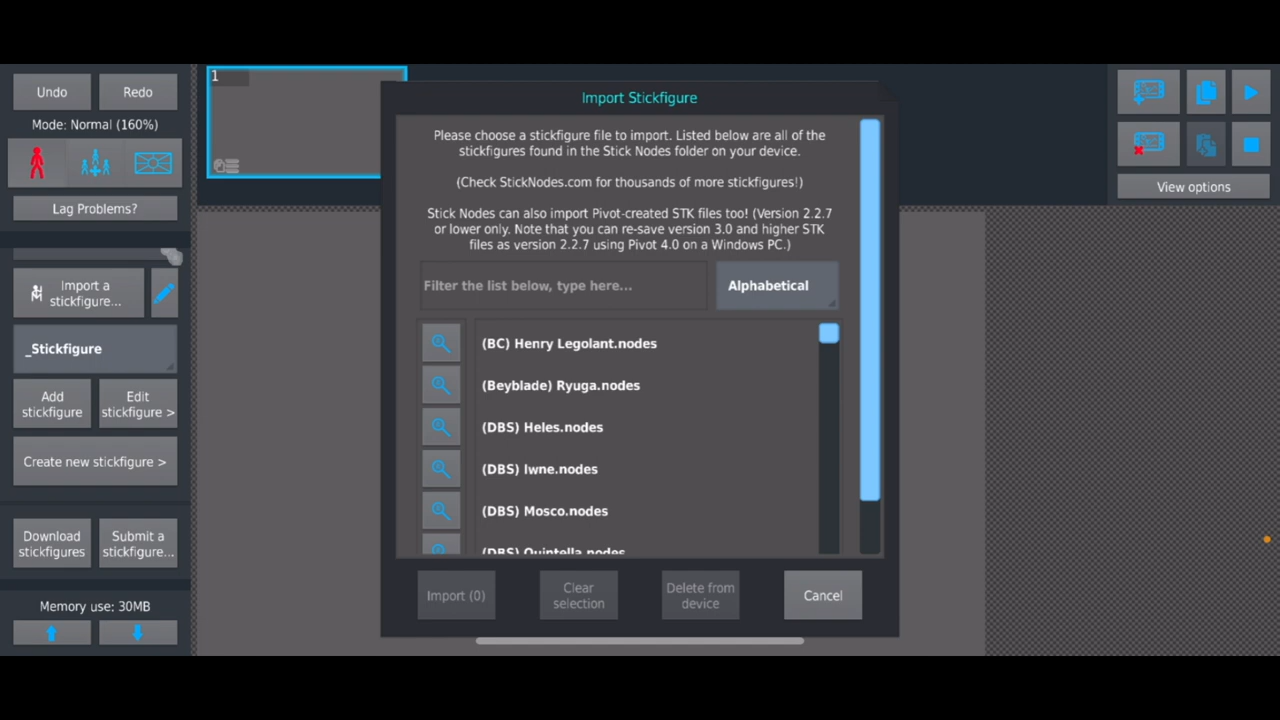 Undo
Redo
Mode: Normal (160%)
Lag Problems?
Import a
stickfigure...
_Stickfigure
Add
stickfigure
Edit
stickfigure >
Create new stickfigure >
Download
stickfigures
Submit a
stickfigure...
Memory use: 30MB
1
Import Stickfigure
Please choose a stickfigure file to import. Listed below are all of the
stickfigures found in the Stick Nodes folder on your device.
(Check StickNodes.com for thousands of more stickfigures!)
Stick Nodes can also import Pivot-created STK files too! (Version 2.2.7
or lower only. Note that you can re-save version 3.0 and higher STK
files as version 2.2.7 using Pivot 4.0 on a Windows PC.)
Filter the list below, type here...
Alphabetical
(BC) Henry Legolant.nodes
(Beyblade) Ryuga.nodes
(DBS) Heles.nodes
(DBS) Iwne.nodes
(DBS) Mosco.nodes
(DBS) Quintella.nodes
Import (0)
Clear
selection
Delete from
device
Cancel
View options